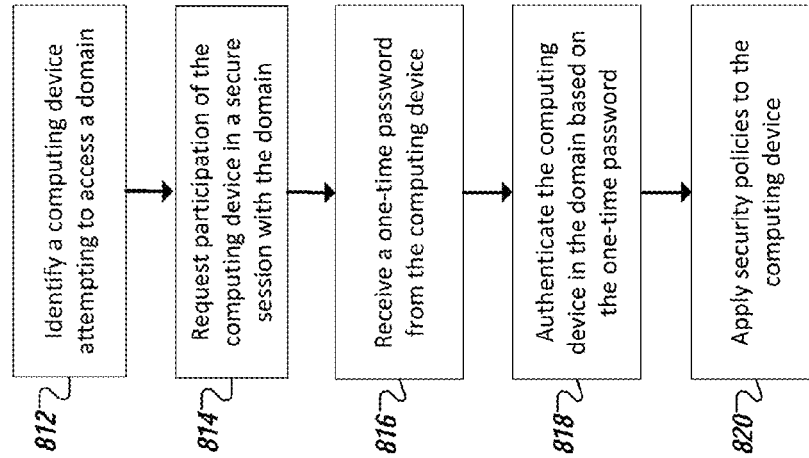 812
Identify a computing device
attempting to access a domain
814
Request participation of the
computing device in a secure
session with the domain
816
Receive a one-time password
from the computing device
818
Authenticate the computing
device in the domain based on
the one-time password
820
Apply security policies to the
computing device